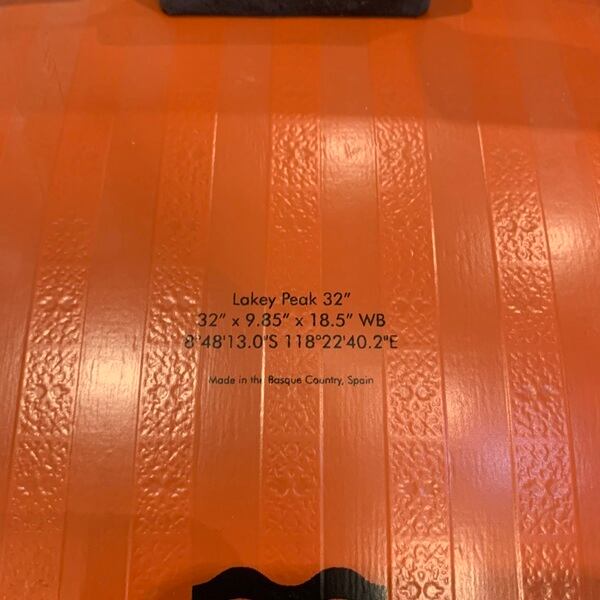 Lakey Peak 32"
32" x 9.85" x 18.5" WB
8°48'13.0"S 118°22'40.2"E
Made in the Basque Country, Spain